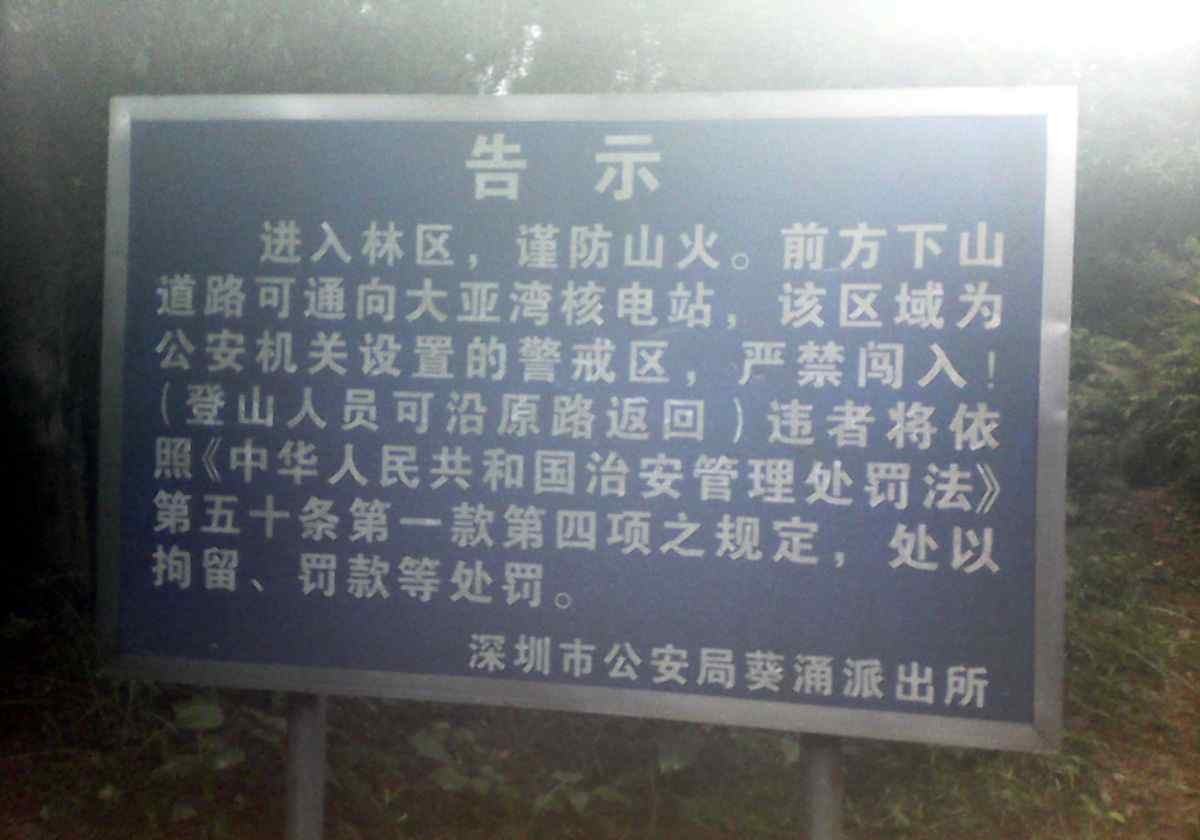 告示
进入林区，谨防山火。前方下山
道路可通向大亚湾核电站，该区域为
公安机关设置的警戒区，严禁闯入！
（登山人员可沿原路返回）违者将依
照《中华人民共和国治安管理处罚法》
第五十条第一款第四项之规定，处以
拘留、罚款等处罚。
深圳市公安局葵涌派出所